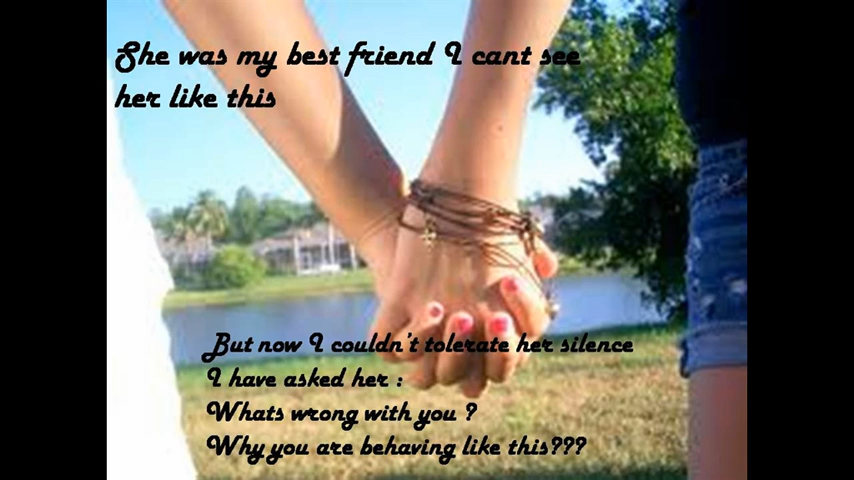 She was my best friend I cant see
her like this
But now I couldn't tolerate her silence
I have asked her :
Whats wrong with you ?
Why you are behaving like this???